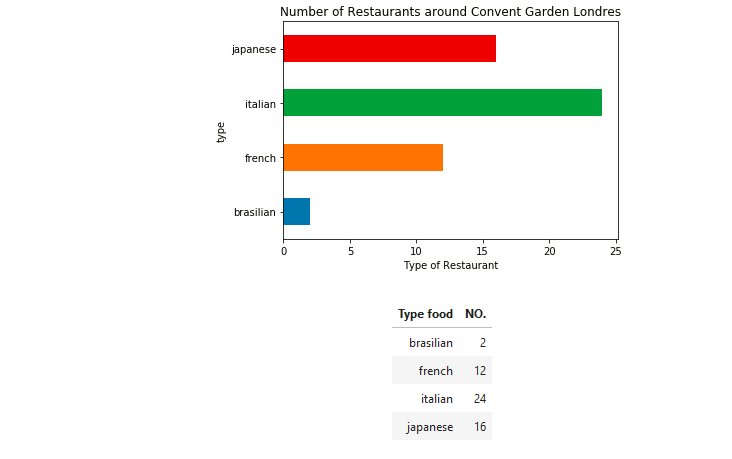 Number of Restaurants around Convent Garden Londres
japanese
italian
french
brasilian
type
0 5 10 15 20 25
Type of Restaurant
Type food NO.
brasilian 2
french 12
italian 24
japanese 16